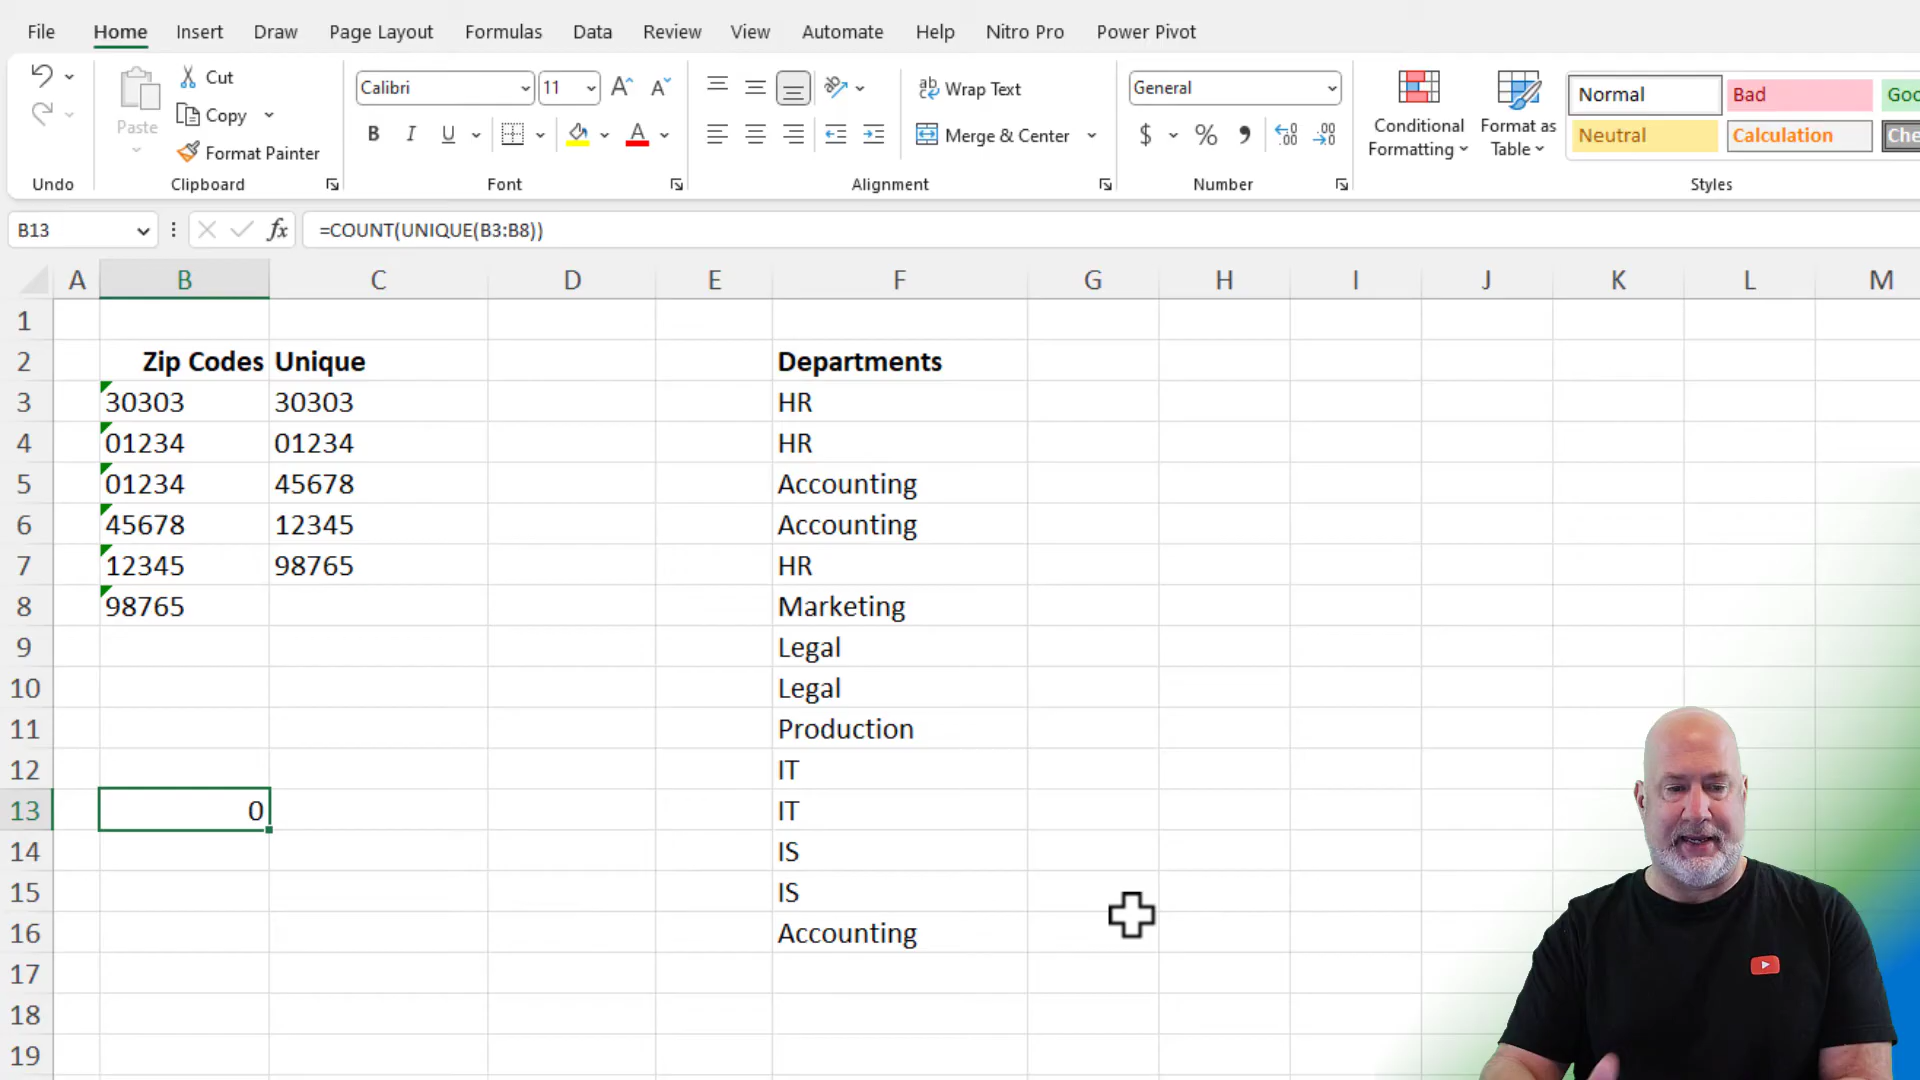 File Home Insert Draw Page Layout Formulas Data Review View Automate Help Nitro Pro Power Pivot
Paste
Cut
Copy
Format Painter
Calibri 11
B I U A
ab Wrap Text
Merge & Center
General
$ % 9
Conditional
Formatting
Format as
Table
Normal Bad Goo
Neutral Calculation Che
Undo Clipboard Font Alignment Number Styles
B13 fx =COUNT(UNIQUE(B3:B8))
A B C D E F G H I J K L M
1
2 Zip Codes Unique Departments
3 30303 30303 HR
4 01234 01234 HR
5 01234 45678 Accounting
6 45678 12345 Accounting
7 12345 98765 HR
8 98765 Marketing
9 Legal
10 Legal
11 Production
12 IT
13 0 IT
14 IS
15 IS
16 Accounting
17
18
19